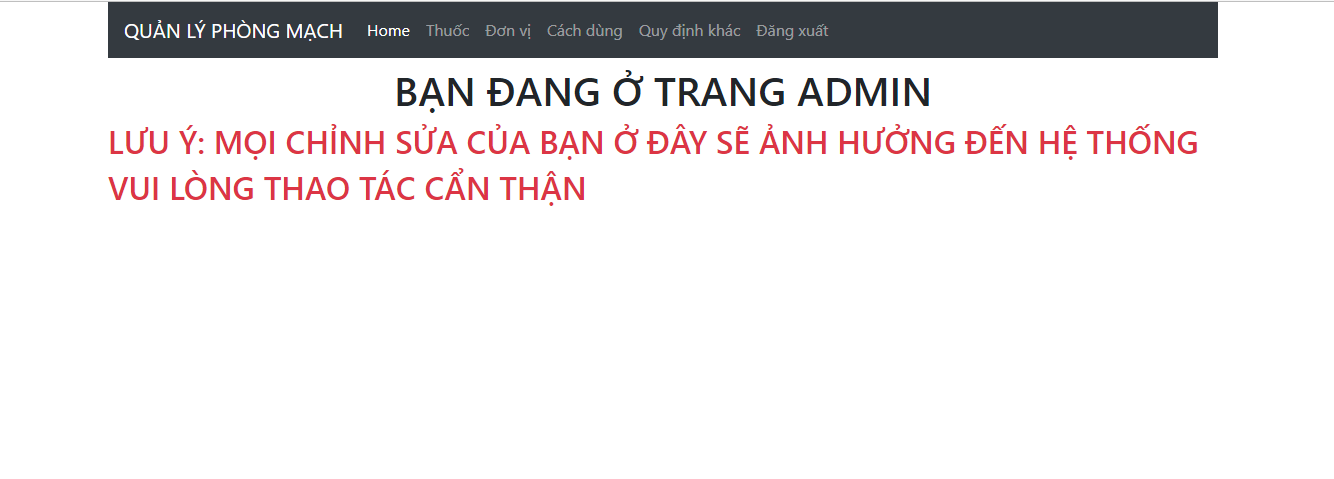 QUẢN LÝ PHÒNG MẠCH Home Thuốc Đơn vị Cách dùng Quy định khác Đăng xuất
BẠN ĐANG Ở TRANG ADMIN
LƯU Ý: MỌI CHỈNH SỬA CỦA BẠN Ở ĐÂY SẼ ẢNH HƯỞNG ĐẾN HỆ THỐNG
VUI LÒNG THAO TÁC CẨN THẬN